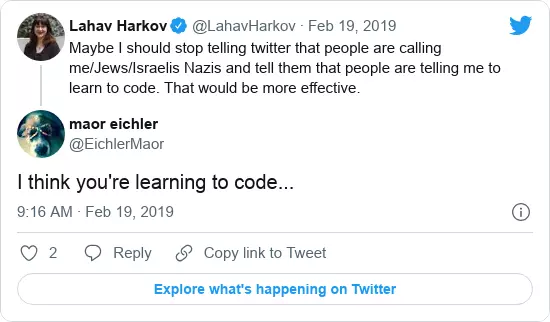 Lahav Harkov @LahavHarkov · Feb 19, 2019
Maybe I should stop telling twitter that people are calling
me/Jews/Israelis Nazis and tell them that people are telling me to
learn to code. That would be more effective.
maor eichler
@EichlerMaor
I think you're learning to code...
9:16 AM · Feb 19, 2019
2 Reply Copy link to Tweet
Explore what's happening on Twitter